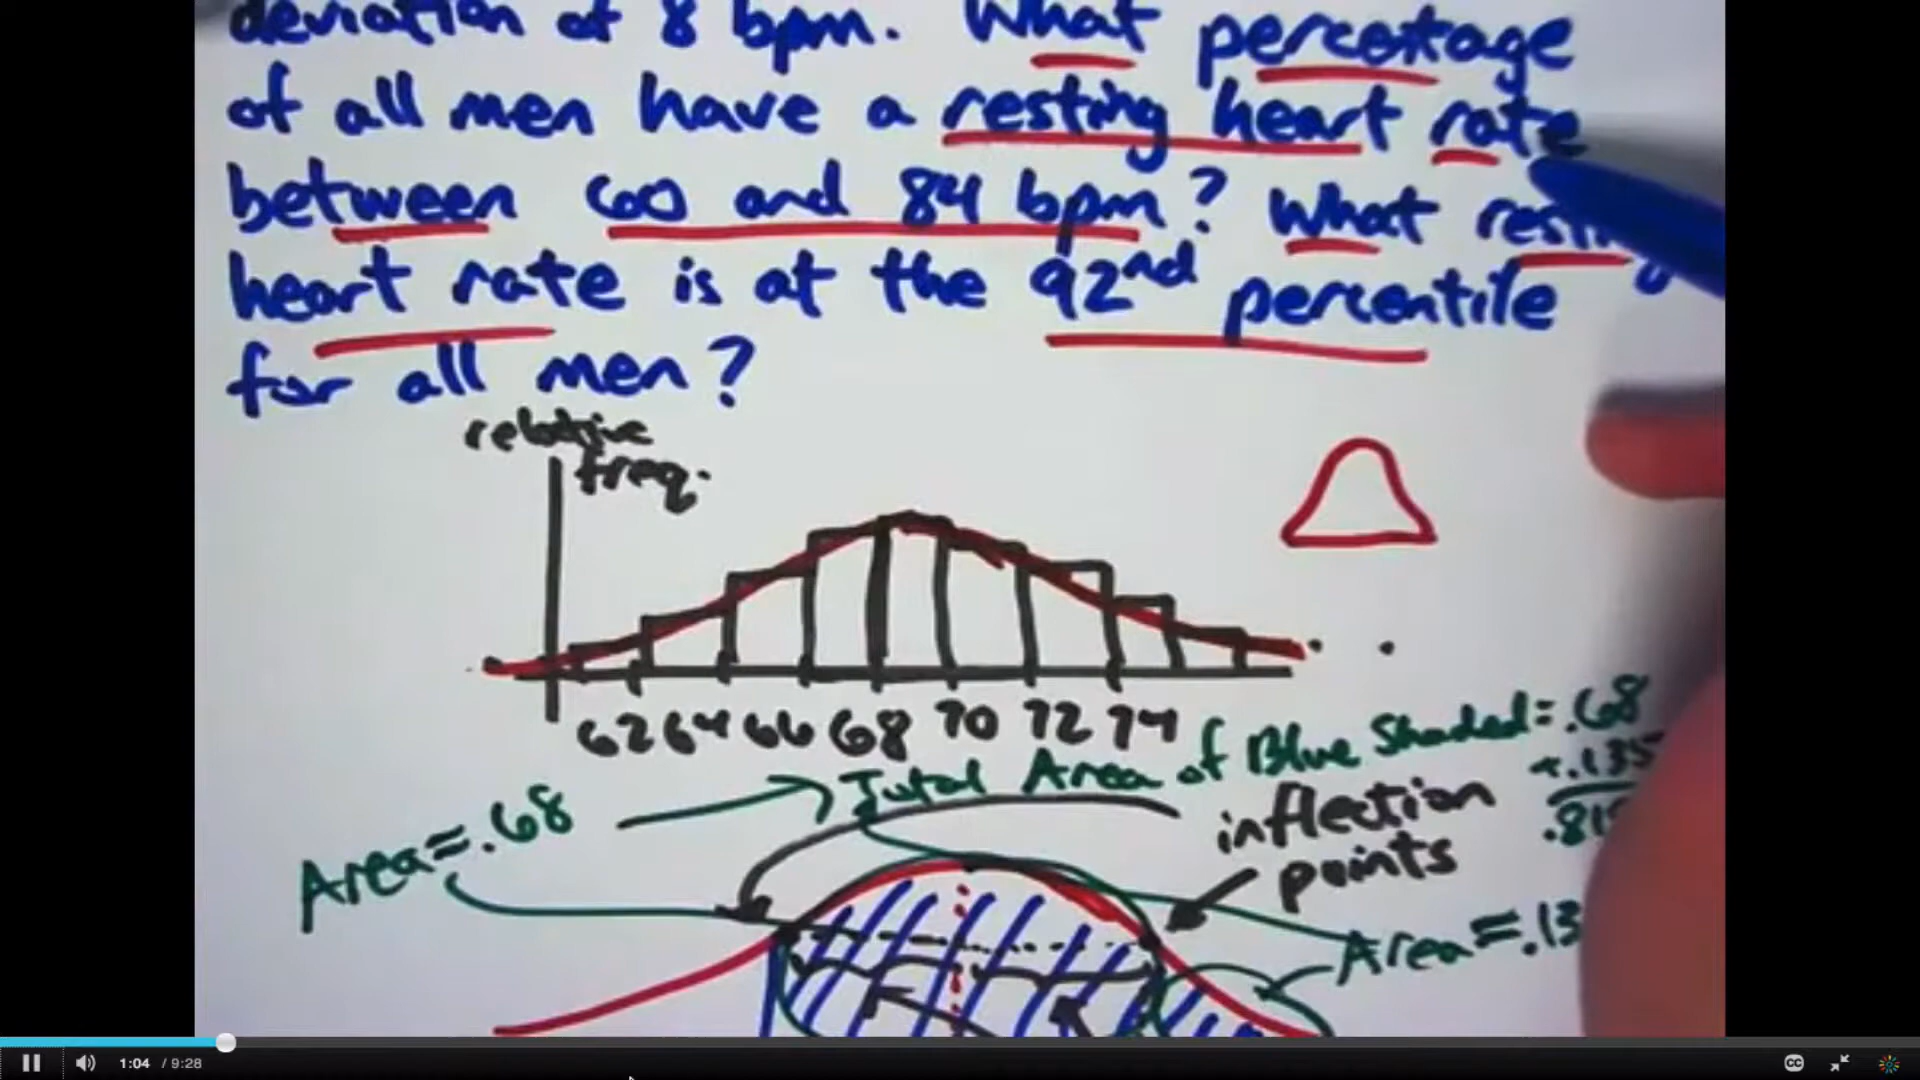 deviation of 8 bpm. What percentage
of all men have a resting heart rate
between 60 and 84 bpm? What
heart rate is at the 92nd percentile
for all men?
relative
freq.
62 64 66 68 70 72 74
Total Area of Blue Shaded = .68
+.135
Area ≈ .68
inflection
points
Area ≈ .13
1:04 / 9:28
CC